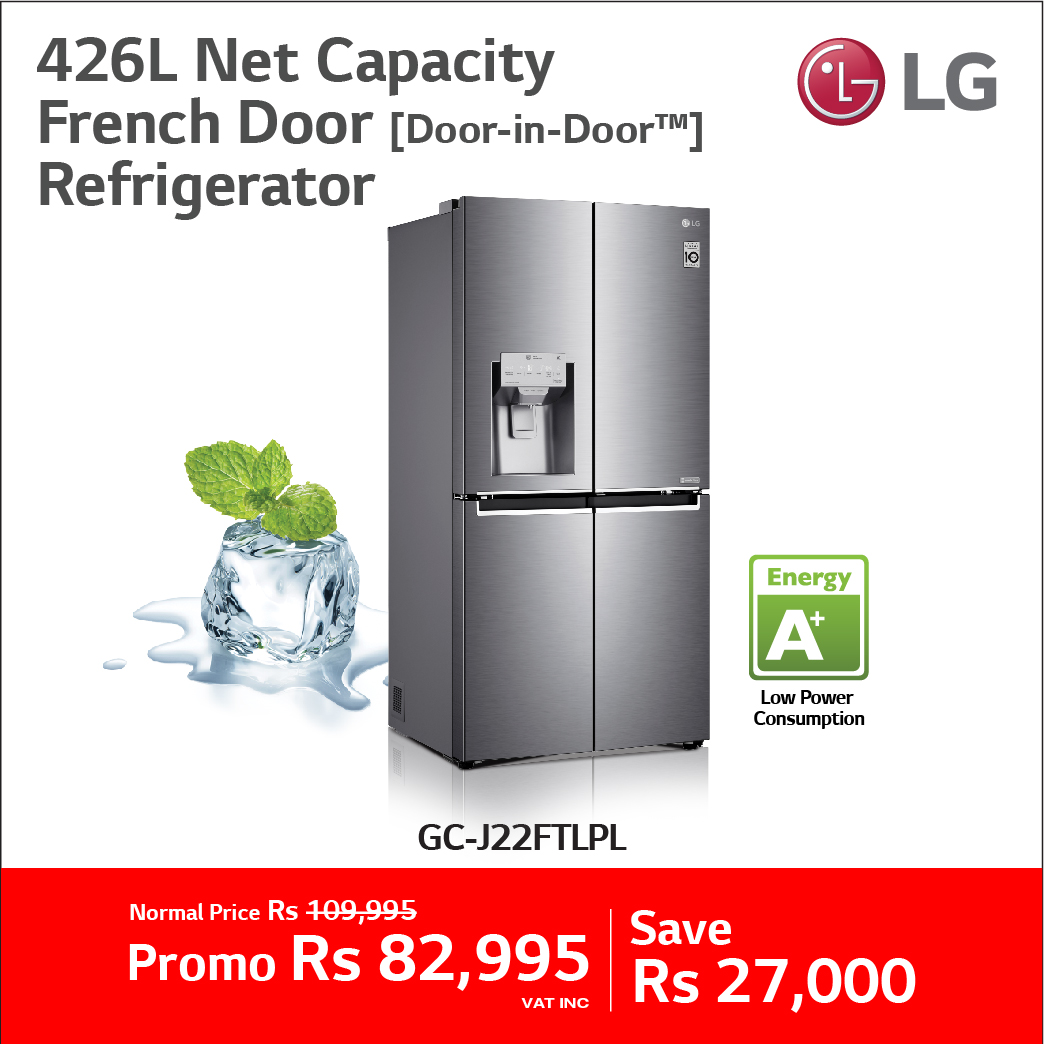 426L Net Capacity
French Door [Door-in-Door™]
Refrigerator
LG
LG
10
Energy
A+
Low Power
Consumption
GC-J22FTLPL
Normal Price Rs 109,995
Promo Rs 82,995
VAT INC
Save
Rs 27,000